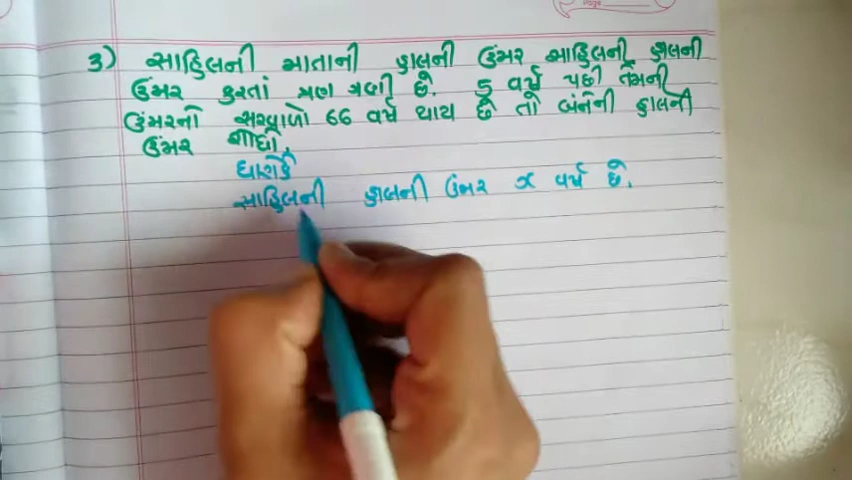 3) સાહિલની માતાની હાલની ઉંમર સાહિલની હાલની
ઉંમર કરતાં ત્રણ ગણી છે. 5 વર્ષ પછી તેમની
ઉંમરનો સરવાળો 66 વર્ષ થાય છે તો બંનેની હાલની
ઉંમર શોધો.
ધારોકે
સાહિલની હાલની ઉંમર x વર્ષ છે.